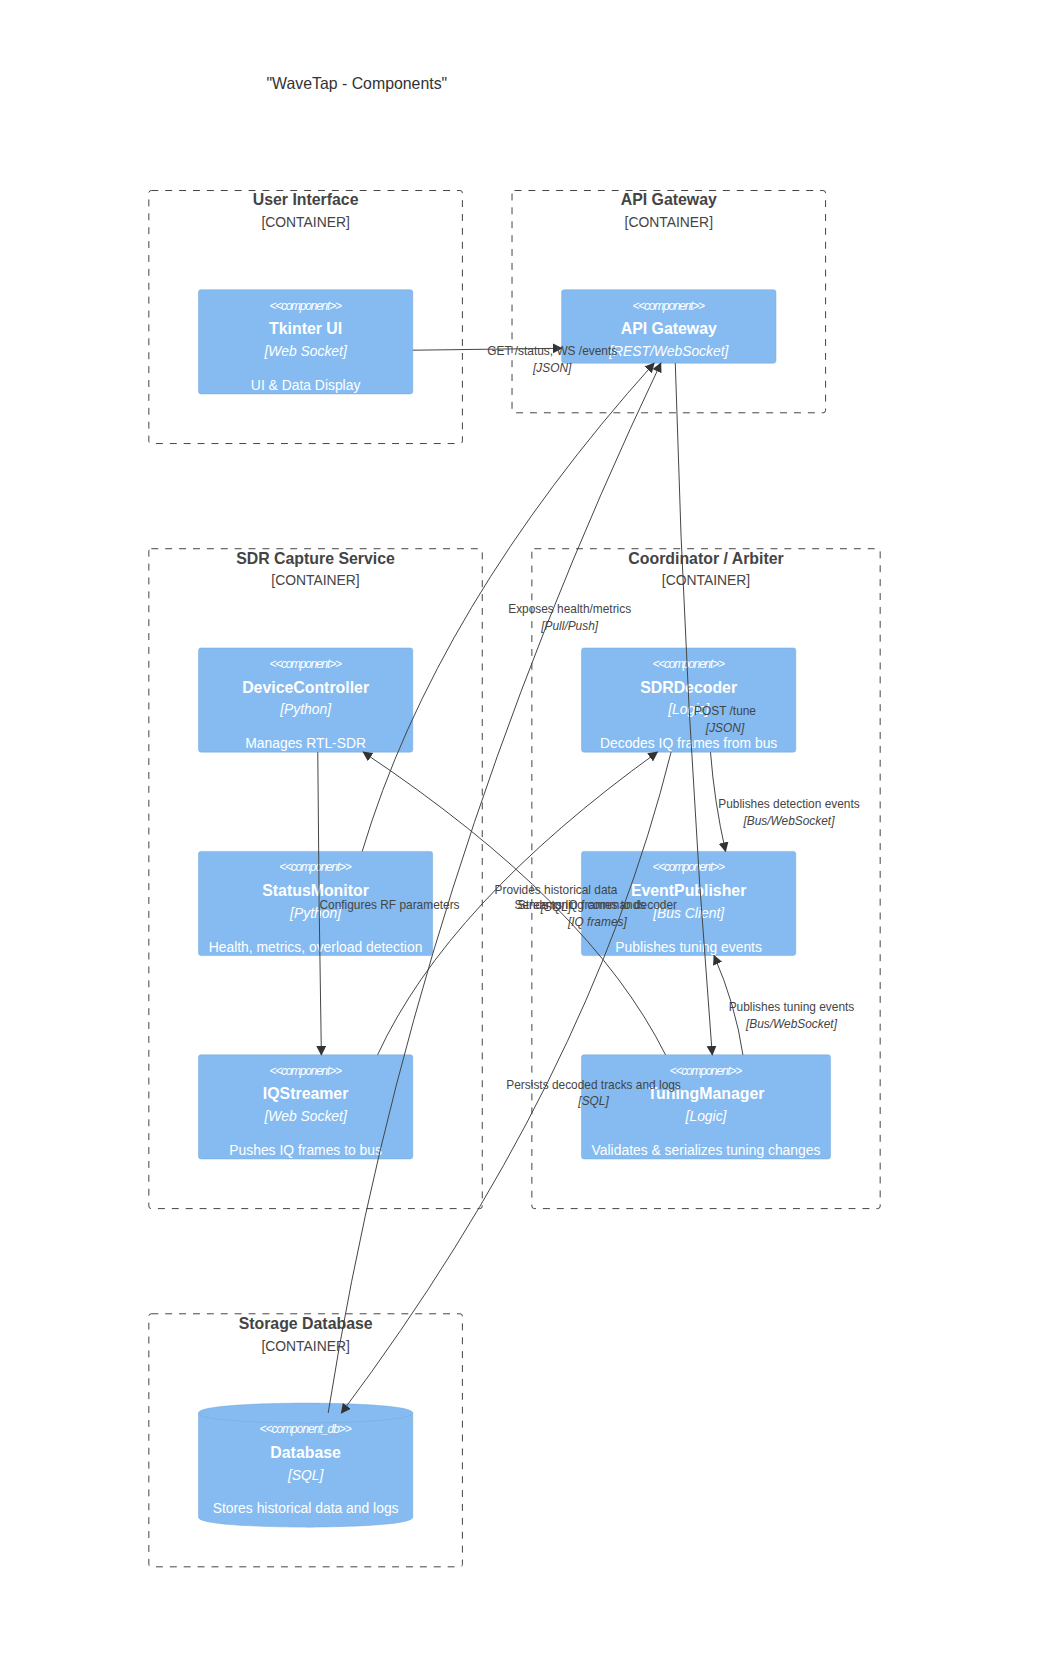 "WaveTap - Components"
User Interface
[CONTAINER]
<<component>>
Tkinter UI
[Web Socket]
UI & Data Display
API Gateway
[CONTAINER]
<<component>>
API Gateway
[REST/WebSocket]
GET /status, WS /events
[JSON]
SDR Capture Service
[CONTAINER]
<<component>>
DeviceController
[Python]
Manages RTL-SDR
<<component>>
StatusMonitor
[Python]
Health, metrics, overload detection
Configures RF parameters
<<component>>
IQStreamer
[Web Socket]
Pushes IQ frames to bus
Exposes health/metrics
[Pull/Push]
Coordinator / Arbiter
[CONTAINER]
<<component>>
SDRDecoder
[Logic]
Decodes IQ frames from bus
POST /tune
[JSON]
Publishes detection events
[Bus/WebSocket]
<<component>>
EventPublisher
[Bus Client]
Publishes tuning events
Provides historical data
[SQL]
Sends tuning commands
Streams IQ frames to decoder
[IQ frames]
Publishes tuning events
[Bus/WebSocket]
<<component>>
TuningManager
[Logic]
Validates & serializes tuning changes
Persists decoded tracks and logs
[SQL]
Storage Database
[CONTAINER]
<<component_db>>
Database
[SQL]
Stores historical data and logs